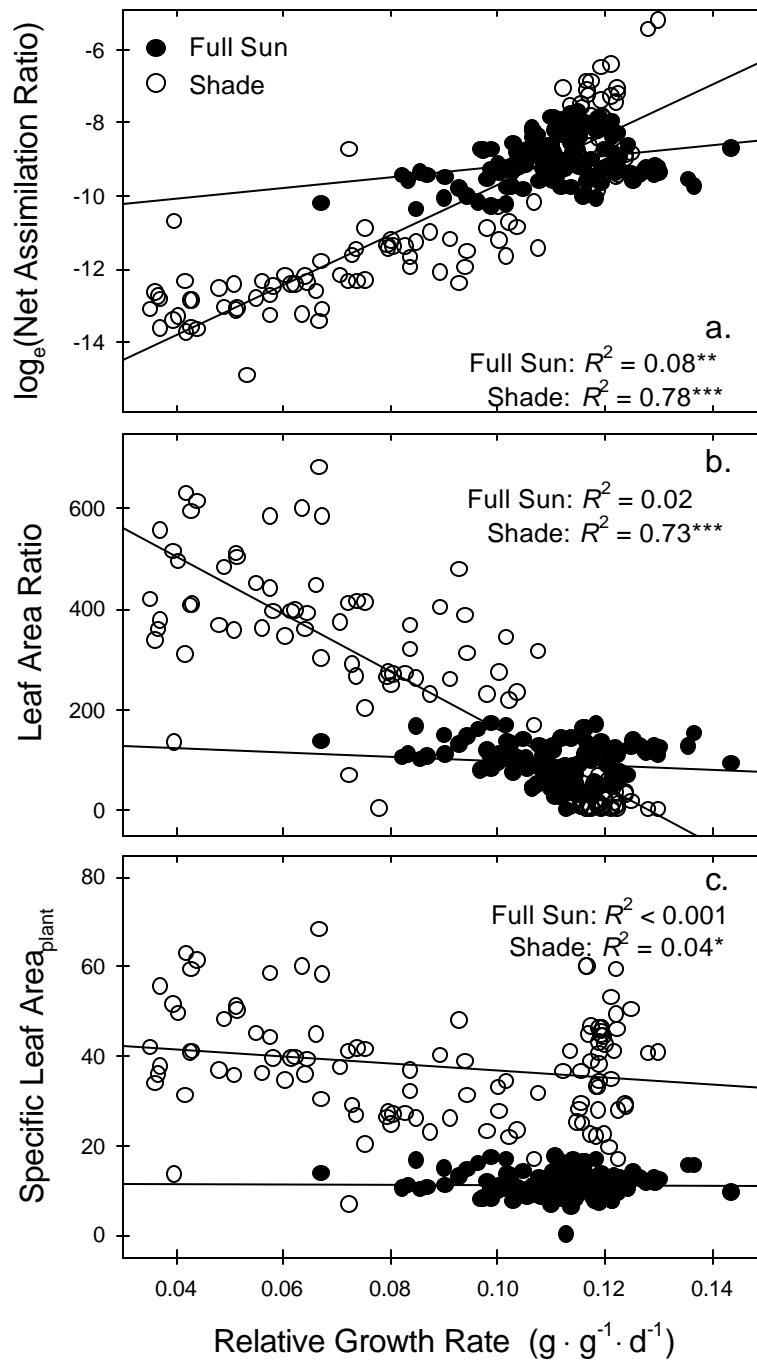 -6
-8
-10
-12
-14
log_e(Net Assimilation Ratio)
Full Sun
Shade
a.
Full Sun: R² = 0.08**
Shade: R² = 0.78***
600
400
200
0
Leaf Area Ratio
b.
Full Sun: R² = 0.02
Shade: R² = 0.73***
80
60
40
20
0
Specific Leaf Area_plant
c.
Full Sun: R² < 0.001
Shade: R² = 0.04*
0.04 0.06 0.08 0.10 0.12 0.14
Relative Growth Rate (g · g⁻¹ · d⁻¹)